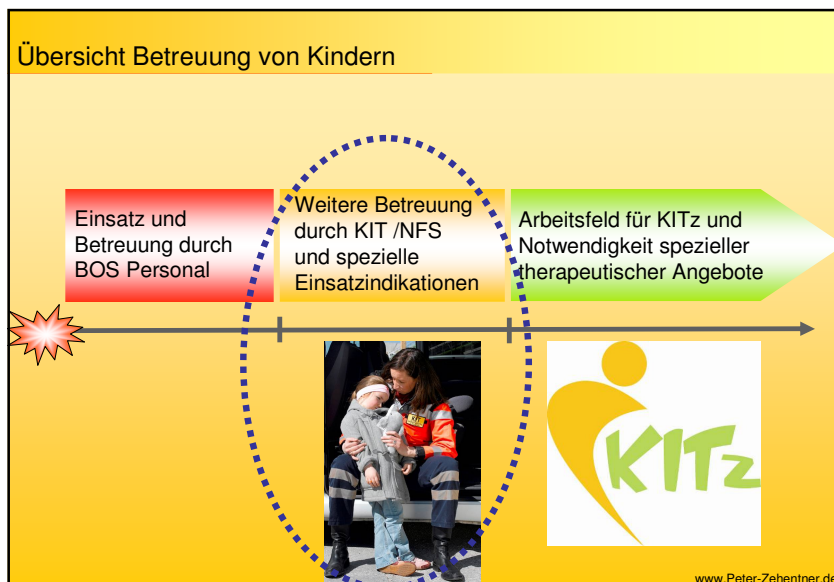 Übersicht Betreuung von Kindern
Einsatz und
Betreuung durch
BOS Personal
Weitere Betreuung
durch KIT /NFS
und spezielle
Einsatzindikationen
Arbeitsfeld für KITz und
Notwendigkeit spezieller
therapeutischer Angebote
KITz
www.Peter-Zehentner.de